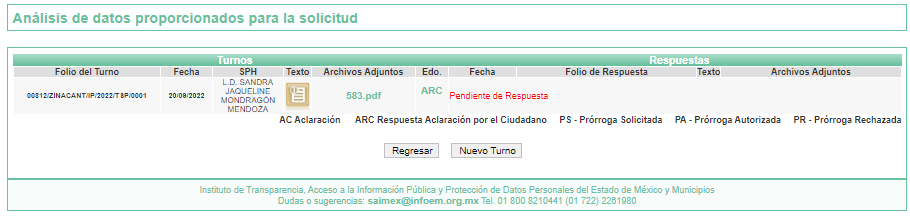 Análisis de datos proporcionados para la solicitud
Turnos Respuestas
Folio del Turno Fecha SPH Texto Archivos Adjuntos Edo. Fecha Folio de Respuesta Texto Archivos Adjuntos
00812/ZINACANT/IP/2022/TSP/0001 20/09/2022 L.D. SANDRA JAQUELINE MONDRAGÓN MENDOZA 583.pdf ARC Pendiente de Respuesta
AC Aclaración ARC Respuesta Aclaración por el Ciudadano PS - Prórroga Solicitada PA - Prórroga Autorizada PR - Prórroga Rechazada
Regresar Nuevo Turno
Instituto de Transparencia, Acceso a la Información Pública y Protección de Datos Personales del Estado de México y Municipios
Dudas o sugerencias: saimex@infoem.org.mx Tel. 01 800 8210441 (01 722) 2261980